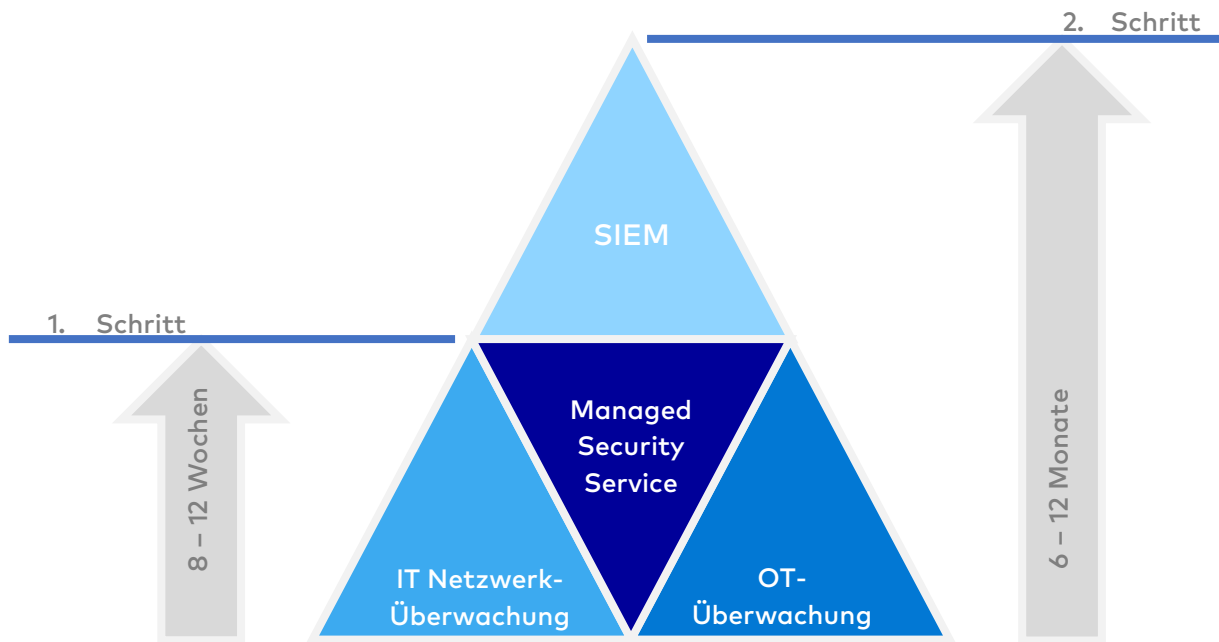 2. Schritt
SIEM
1. Schritt
8 – 12 Wochen
Managed
Security
Service
6 – 12 Monate
IT Netzwerk-
Überwachung
OT-
Überwachung